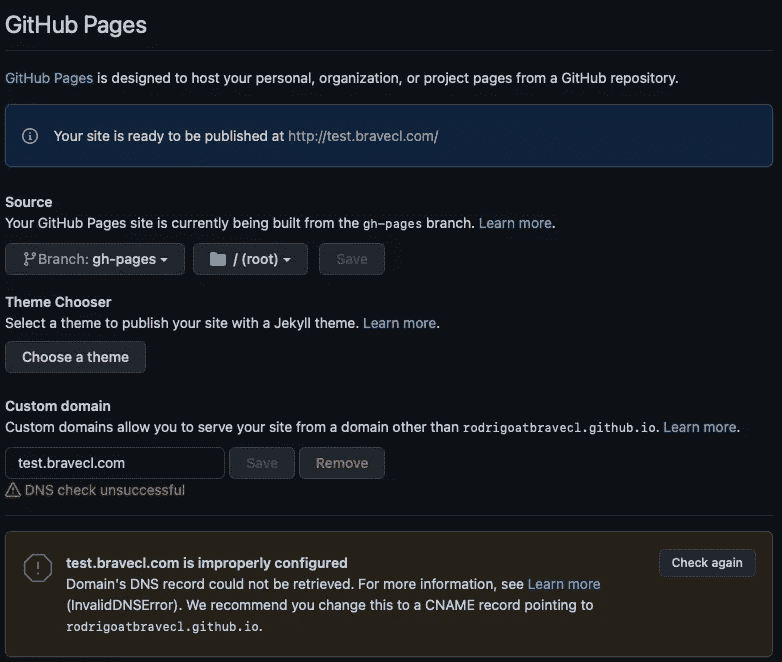 GitHub Pages
GitHub Pages is designed to host your personal, organization, or project pages from a GitHub repository.
Your site is ready to be published at http://test.bravecl.com/
Source
Your GitHub Pages site is currently being built from the gh-pages branch. Learn more.
Branch: gh-pages / (root) Save
Theme Chooser
Select a theme to publish your site with a Jekyll theme. Learn more.
Choose a theme
Custom domain
Custom domains allow you to serve your site from a domain other than rodrigoatbravecl.github.io. Learn more.
test.bravecl.com Save Remove
DNS check unsuccessful
test.bravecl.com is improperly configured Check again
Domain's DNS record could not be retrieved. For more information, see Learn more
(InvalidDNSError). We recommend you change this to a CNAME record pointing to
rodrigoatbravecl.github.io.